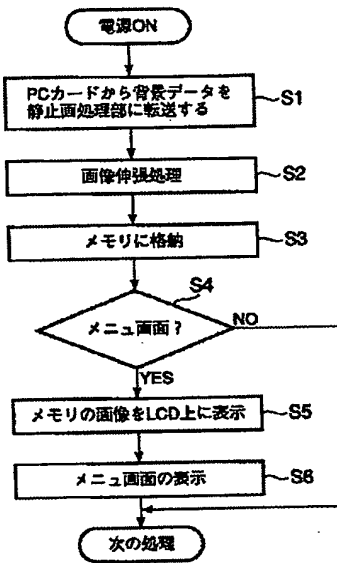 電源ON
PCカードから背景データを
静止画処理部に転送する
S1
画像伸張処理
S2
メモリに格納
S3
S4
メニュー画面？
NO
YES
メモリの画像をLCD上に表示
S5
メニュー画面の表示
S6
次の処理